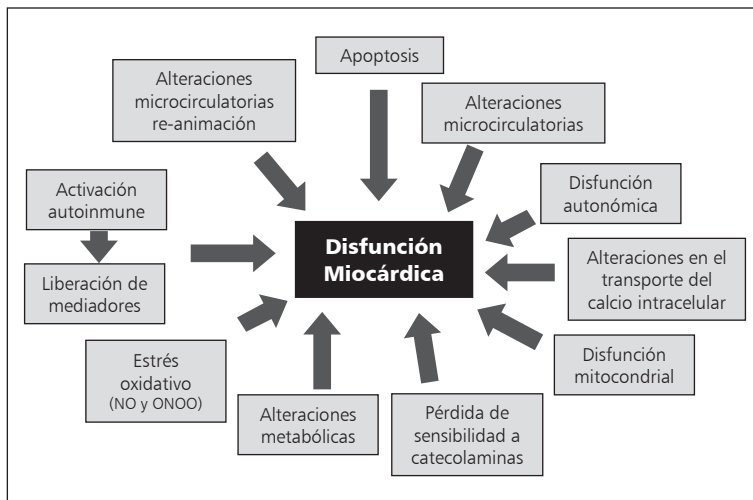 Apoptosis
Alteraciones
microcirculatorias
re-animación
Alteraciones
microcirculatorias
Activación
autoinmune
Disfunción
autonómica
Disfunción
Miocárdica
Liberación de
mediadores
Alteraciones en el
transporte del
calcio intracelular
Estrés
oxidativo
(NO y ONOO)
Disfunción
mitocondrial
Alteraciones
metabólicas
Pérdida de
sensibilidad a
catecolaminas